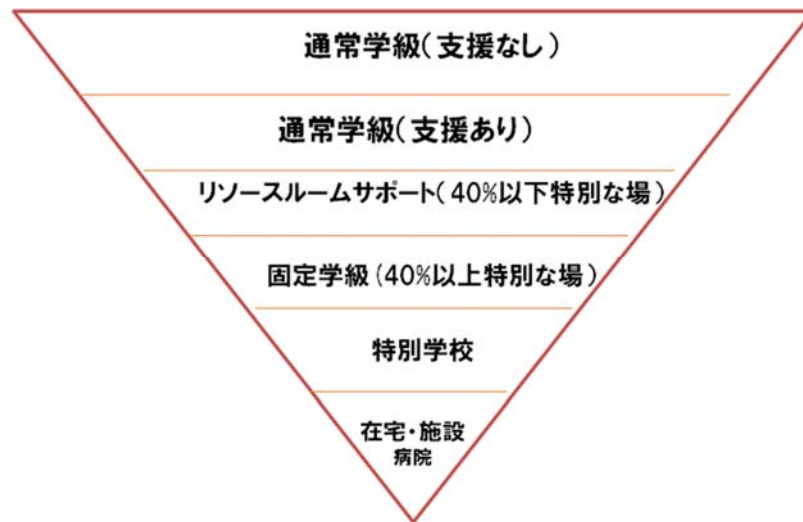 通常学級(支援なし)
通常学級(支援あり)
リソースルームサポート(40%以下特別な場)
固定学級(40%以上特別な場)
特別学校
在宅・施設
病院